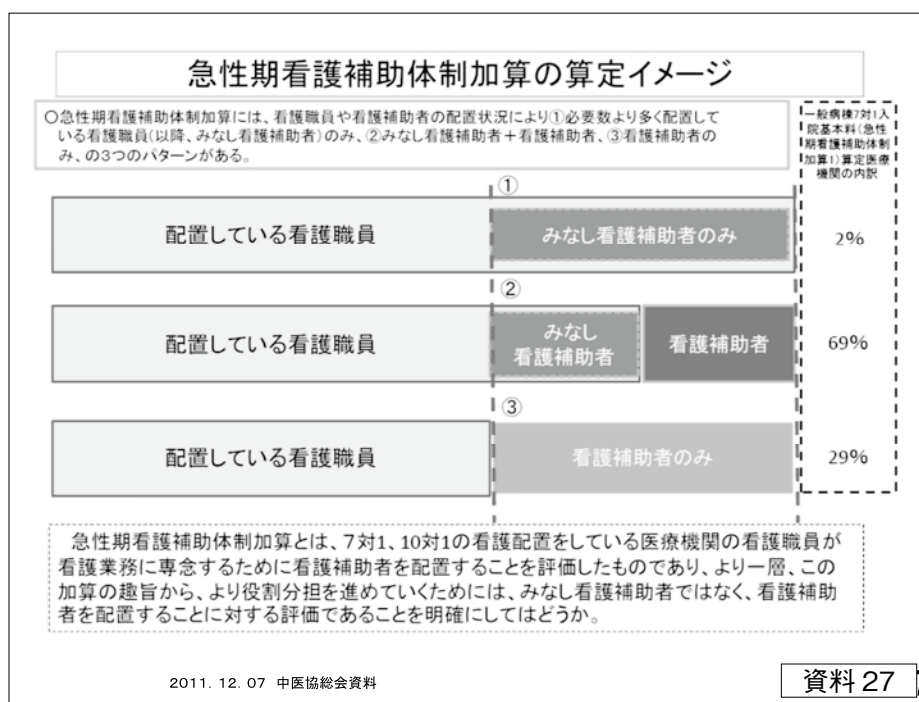 急性期看護補助体制加算の算定イメージ
○急性期看護補助体制加算には、看護職員や看護補助者の配置状況により①必要数より多く配置して
いる看護職員(以降、みなし看護補助者)のみ、②みなし看護補助者＋看護補助者、③看護補助者の
み、の3つのパターンがある。
一般病棟7対1入
院基本料(急性
期看護補助体制
加算1)算定医療
機関の内訳
①
配置している看護職員
みなし看護補助者のみ
2%
②
配置している看護職員
みなし
看護補助者
看護補助者
69%
③
配置している看護職員
看護補助者のみ
29%
急性期看護補助体制加算とは、7対1、10対1の看護配置をしている医療機関の看護職員が
看護業務に専念するために看護補助者を配置することを評価したものであり、より一層、この
加算の趣旨から、より役割分担を進めていくためには、みなし看護補助者ではなく、看護補助
者を配置することに対する評価であることを明確にしてはどうか。
2011. 12. 07 中医協総会資料
資料 27